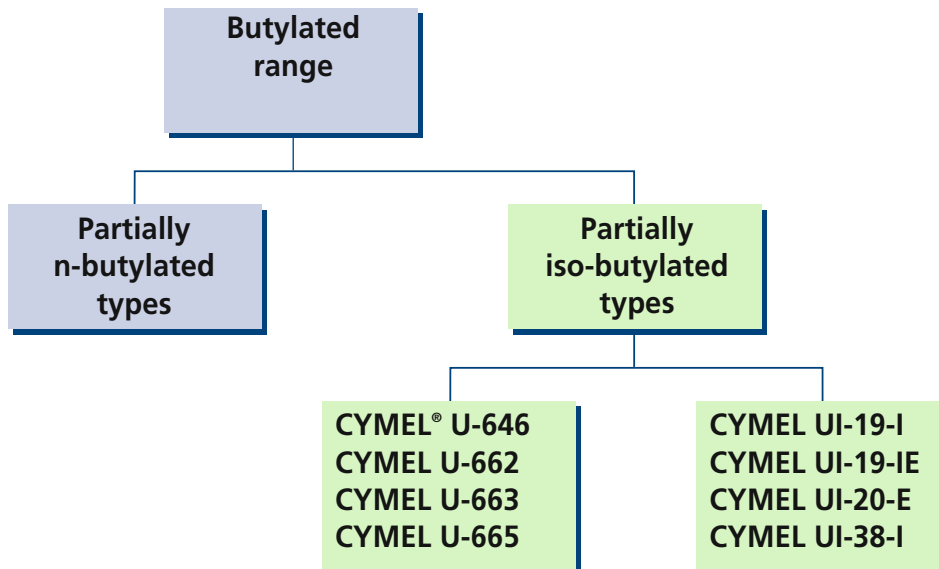 Butylated
range
Partially
n-butylated
types
Partially
iso-butylated
types
CYMEL® U-646
CYMEL U-662
CYMEL U-663
CYMEL U-665
CYMEL UI-19-I
CYMEL UI-19-IE
CYMEL UI-20-E
CYMEL UI-38-I